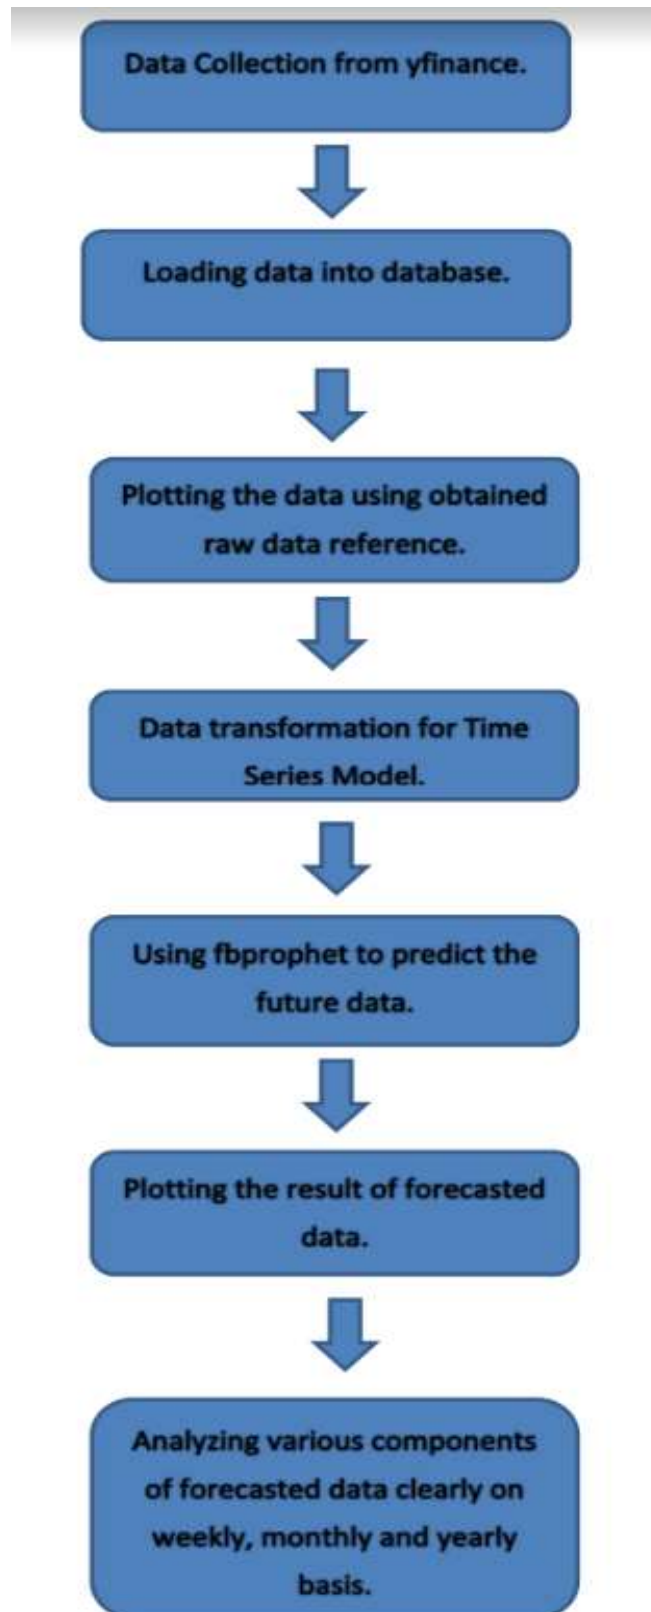 Data Collection from yfinance.
Loading data into database.
Plotting the data using obtained
raw data reference.
Data transformation for Time
Series Model.
Using fbprophet to predict the
future data.
Plotting the result of forecasted
data.
Analyzing various components
of forecasted data clearly on
weekly, monthly and yearly
basis.